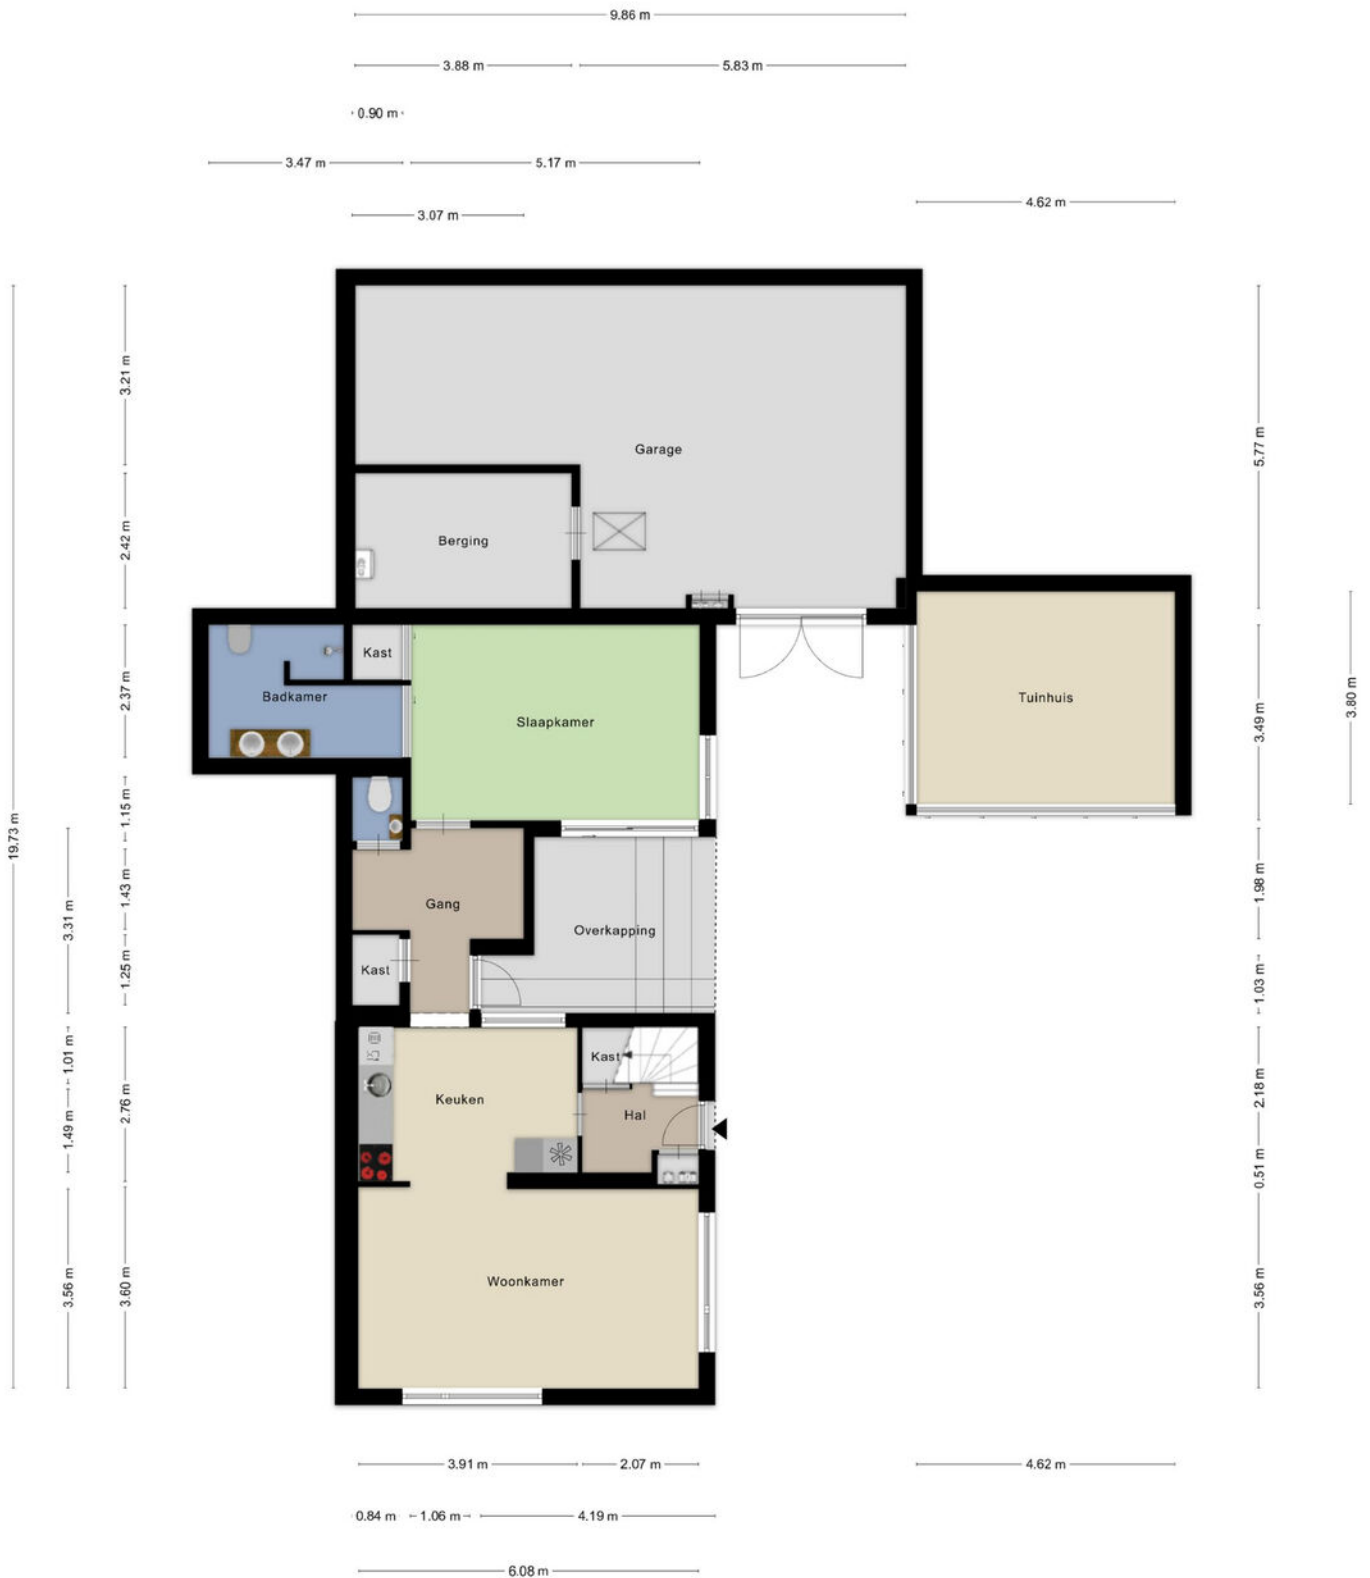 9.86 m
3.88 m 5.83 m
0.90 m
3.47 m 5.17 m
4.62 m
3.07 m
3.21 m
Garage
5.77 m
2.42 m
Berging
Kast
Badkamer
2.37 m
Slaapkamer
Tuinhuis
3.49 m
3.80 m
19.73 m
1.15 m
1.43 m
3.31 m
Gang
1.98 m
Overkapping
1.25 m
Kast
1.03 m
1.01 m
Kast
2.76 m
Keuken
Hal
2.18 m
1.49 m
0.51 m
3.56 m
3.60 m
Woonkamer
3.56 m
3.91 m 2.07 m 4.62 m
0.84 m 1.06 m 4.19 m
6.08 m